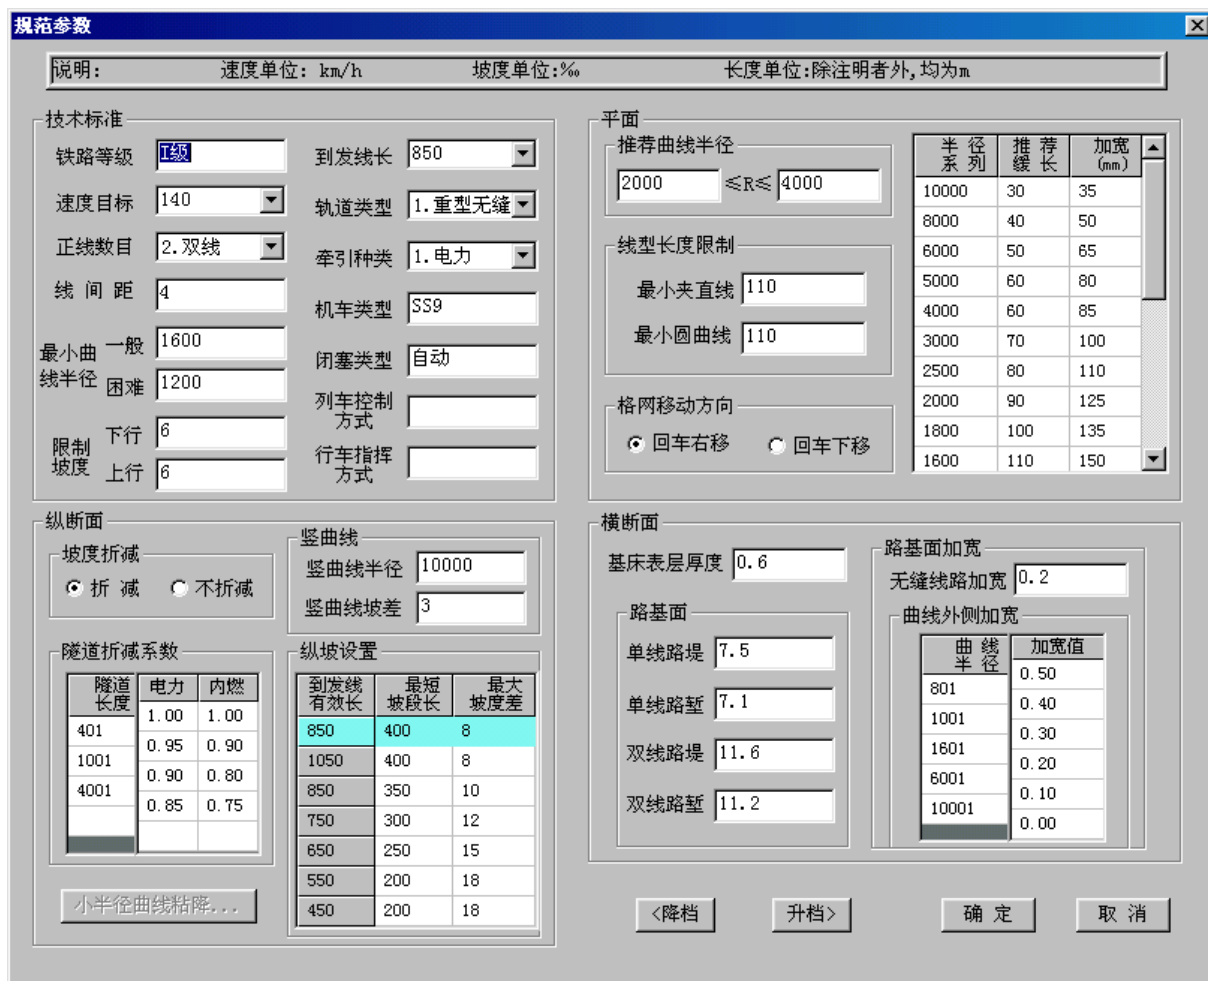 规范参数
说明: 速度单位: km/h 坡度单位:‰ 长度单位:除注明者外,均为m
技术标准
铁路等级 I级
速度目标 140
正线数目 2.双线
线间距 4
最小曲线半径
一般 1600
困难 1200
限制坡度
下行 6
上行 6
到发线长 850
轨道类型 1.重型无缝
牵引种类 1.电力
机车类型 SS9
闭塞类型 自动
列车控制
方式
行车指挥
方式
平面
推荐曲线半径
2000 ≤R≤ 4000
线型长度限制
最小夹直线 110
最小圆曲线 110
格网移动方向
回车右移 回车下移
半径系列 推荐缓长 加宽(mm)
10000 30 35
8000 40 50
6000 50 65
5000 60 80
4000 60 85
3000 70 100
2500 80 110
2000 90 125
1800 100 135
1600 110 150
纵断面
坡度折减
折减 不折减
竖曲线
竖曲线半径 10000
竖曲线坡差 3
隧道折减系数
隧道长度 电力 内燃
1.00 1.00
401
0.95 0.90
1001
0.90 0.80
4001
0.85 0.75
小半径曲线粘降...
纵坡设置
到发线有效长 最短坡段长 最大坡度差
850 400 8
1050 400 8
850 350 10
750 300 12
650 250 15
550 200 18
450 200 18
横断面
基床表层厚度 0.6
路基面
单线路堤 7.5
单线路堑 7.1
双线路堤 11.6
双线路堑 11.2
路基面加宽
无缝线路加宽 0.2
曲线外侧加宽
曲线半径 加宽值
0.50
801
0.40
1001
0.30
1601
0.20
6001
0.10
10001
0.00
<降档 升档> 确定 取消